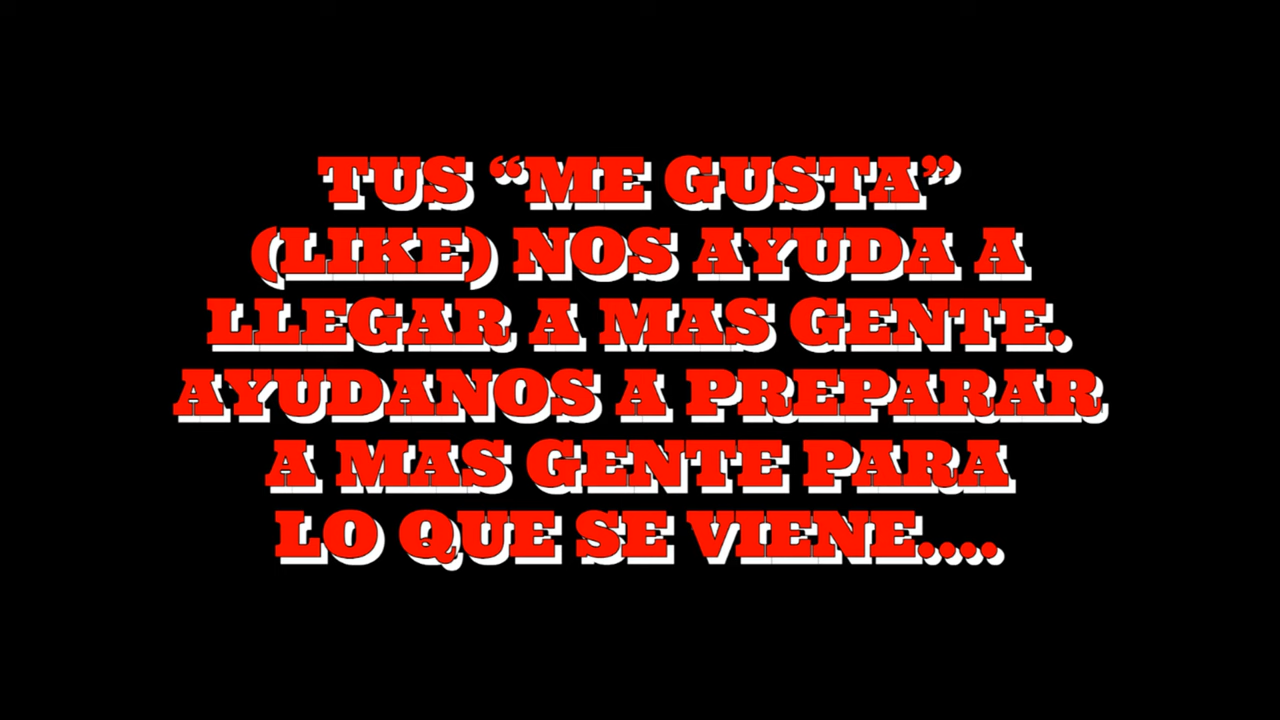 TUS “ME GUSTA”
(LIKE) NOS AYUDA A
LLEGAR A MAS GENTE.
AYUDANOS A PREPARAR
A MAS GENTE PARA
LO QUE SE VIENE....